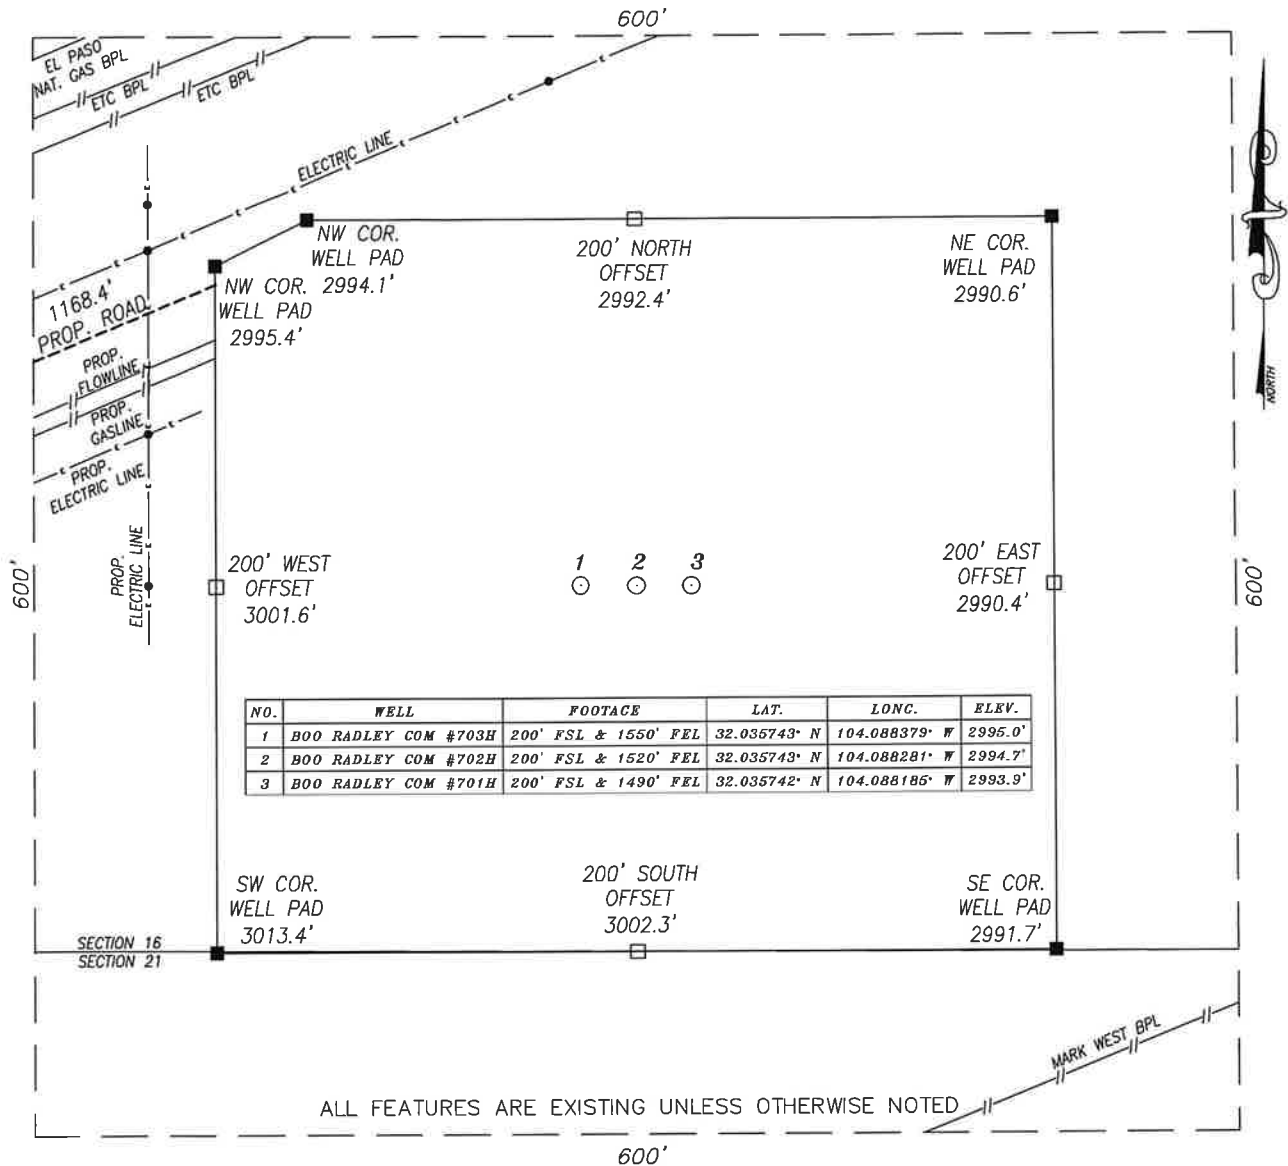 600'
EL PASO
NAT. GAS BPL
ETC BPL
ETC BPL
ELECTRIC LINE
NW COR.
WELL PAD
2994.1'
200' NORTH
OFFSET
2992.4'
NE COR.
WELL PAD
2990.6'
NORTH
1168.4'
PROP. ROAD
NW COR.
WELL PAD
2995.4'
PROP.
FLOWLINE
PROP.
GASLINE
PROP.
ELECTRIC LINE
PROP.
ELECTRIC LINE
600'
200' WEST
OFFSET
3001.6'
1 2 3
200' EAST
OFFSET
2990.4'
600'
NO. WELL FOOTAGE LAT. LONG. ELEV.
1 BOO RADLEY COM #703H 200' FSL & 1550' FEL 32.035743° N 104.088379° W 2995.0'
2 BOO RADLEY COM #702H 200' FSL & 1520' FEL 32.035743° N 104.088281° W 2994.7'
3 BOO RADLEY COM #701H 200' FSL & 1490' FEL 32.035742° N 104.088185° W 2993.9'
SW COR.
WELL PAD
3013.4'
200' SOUTH
OFFSET
3002.3'
SE COR.
WELL PAD
2991.7'
SECTION 16
SECTION 21
MARK WEST BPL
ALL FEATURES ARE EXISTING UNLESS OTHERWISE NOTED
600'